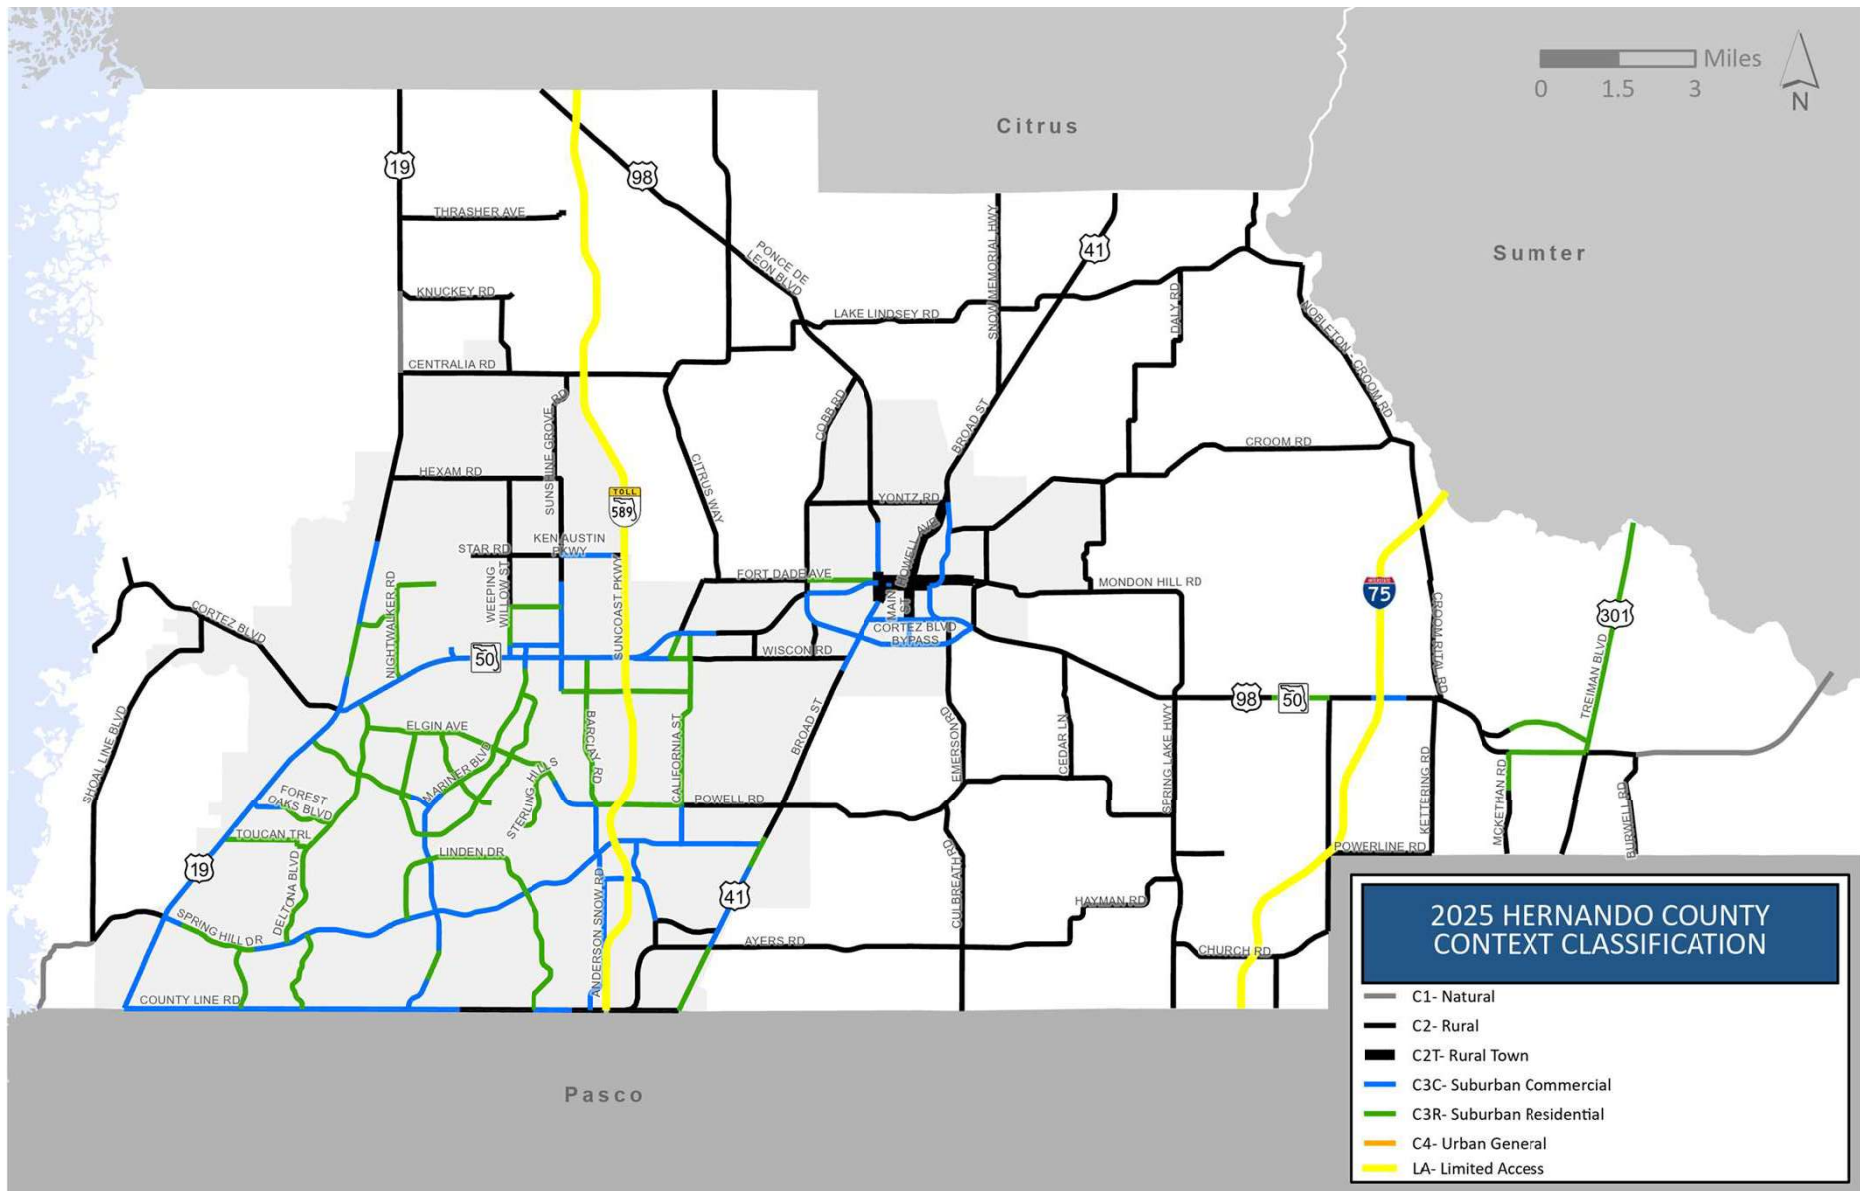 Miles
0 1.5 3
N
Citrus
Sumter
Pasco
19
98
THRASHER AVE
KNUCKEY RD
CENTRALIA RD
PONCE DE
LEON BLVD
LAKE LINDSEY RD
SNOW MEMORIAL HWY
41
DALY RD
NOBLETON - CROOM RD
SUNSHINE GROVE RD
COBB RD
BROAD ST
CROOM RD
HEXAM RD
CITRUS WAY
TOLL
589
YONTZ RD
HOWELL AVE
KEN AUSTIN
PKWY
STAR RD
WEEPING
WILLOW ST
SUNCOAST PKWY
FORT DADE AVE
MAIN
ST
MONDON HILL RD
75
CROOM RITAL RD
301
TREIMAN BLVD
NIGHTWALKER RD
CORTEZ BLVD
50
CORTEZ BLVD
BYPASS
WISCON RD
98
50
SHOAL LINE BLVD
ELGIN AVE
MARINER BLVD
BARCLAY RD
CALIFORNIA ST
BROAD ST
EMERSON RD
CEDAR LN
SPRING LAKE HWY
KETTERING RD
MCKETHAN RD
BURWELL RD
FOREST
OAKS BLVD
STERLING HILLS
POWELL RD
TOUCAN TRL
LINDEN DR
DELTONA BLVD
POWERLINE RD
19
41
CULBREATH RD
HAYMAN RD
SPRING HILL DR
ANDERSON SNOW RD
AYERS RD
CHURCH RD
COUNTY LINE RD
2025 HERNANDO COUNTY
CONTEXT CLASSIFICATION
C1- Natural
C2- Rural
C2T- Rural Town
C3C- Suburban Commercial
C3R- Suburban Residential
C4- Urban General
LA- Limited Access